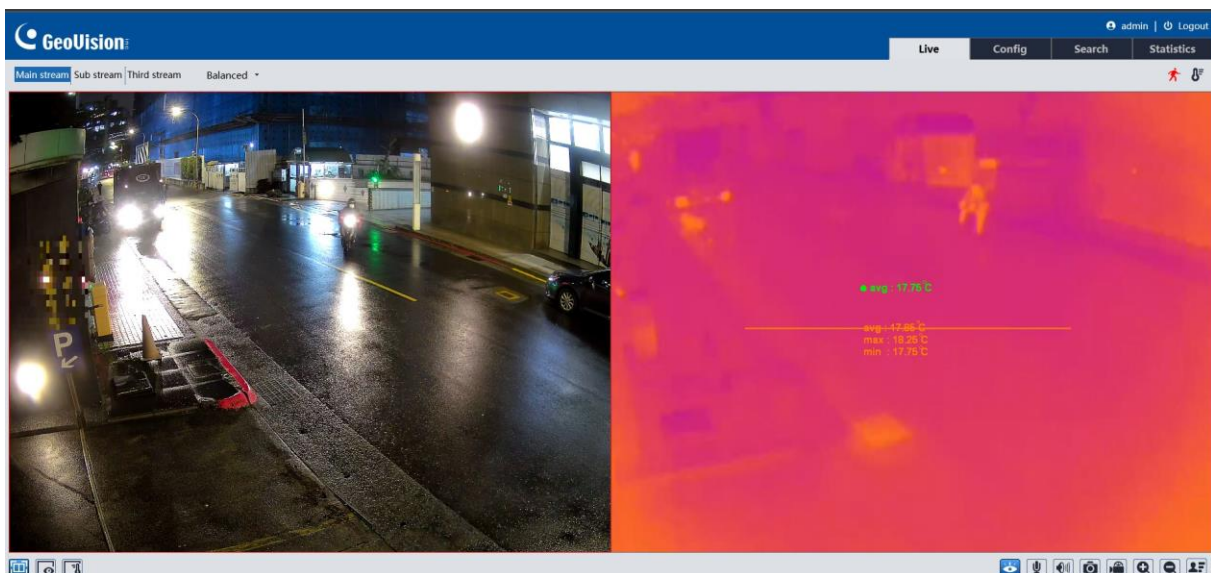 GeoVision
admin | Logout
Live Config Search Statistics
Main stream Sub stream Third stream Balanced
P
avg : 17.75°C
avg : 17.85°C
max : 18.25°C
min : 17.75°C